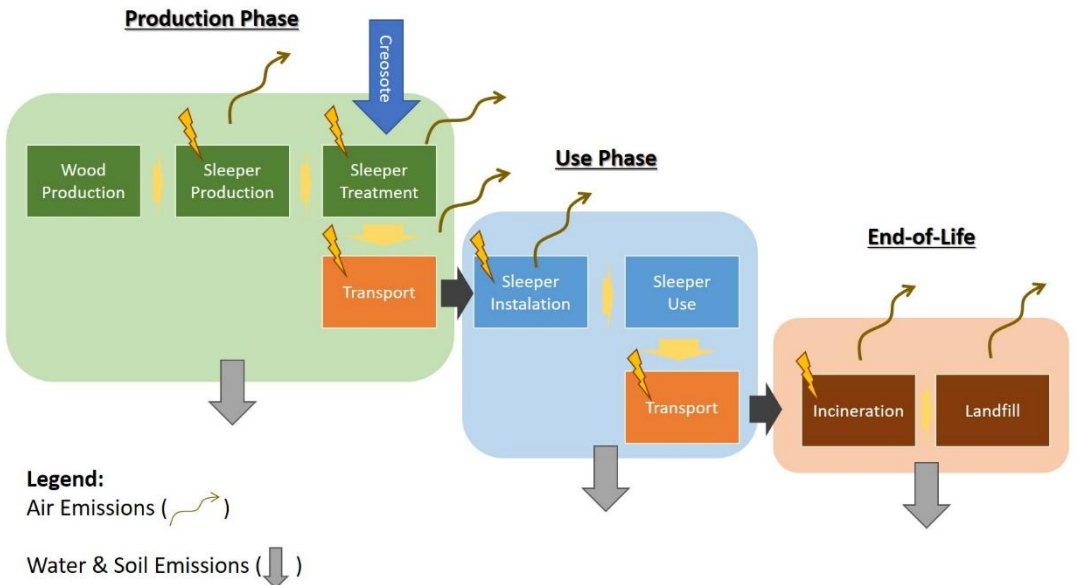 Production Phase
Creosote
Wood
Production
Sleeper
Production
Sleeper
Treatment
Transport
Use Phase
Sleeper
Instalation
Sleeper
Use
Transport
End-of-Life
Incineration
Landfill
Legend:
Air Emissions ( )
Water & Soil Emissions ( )